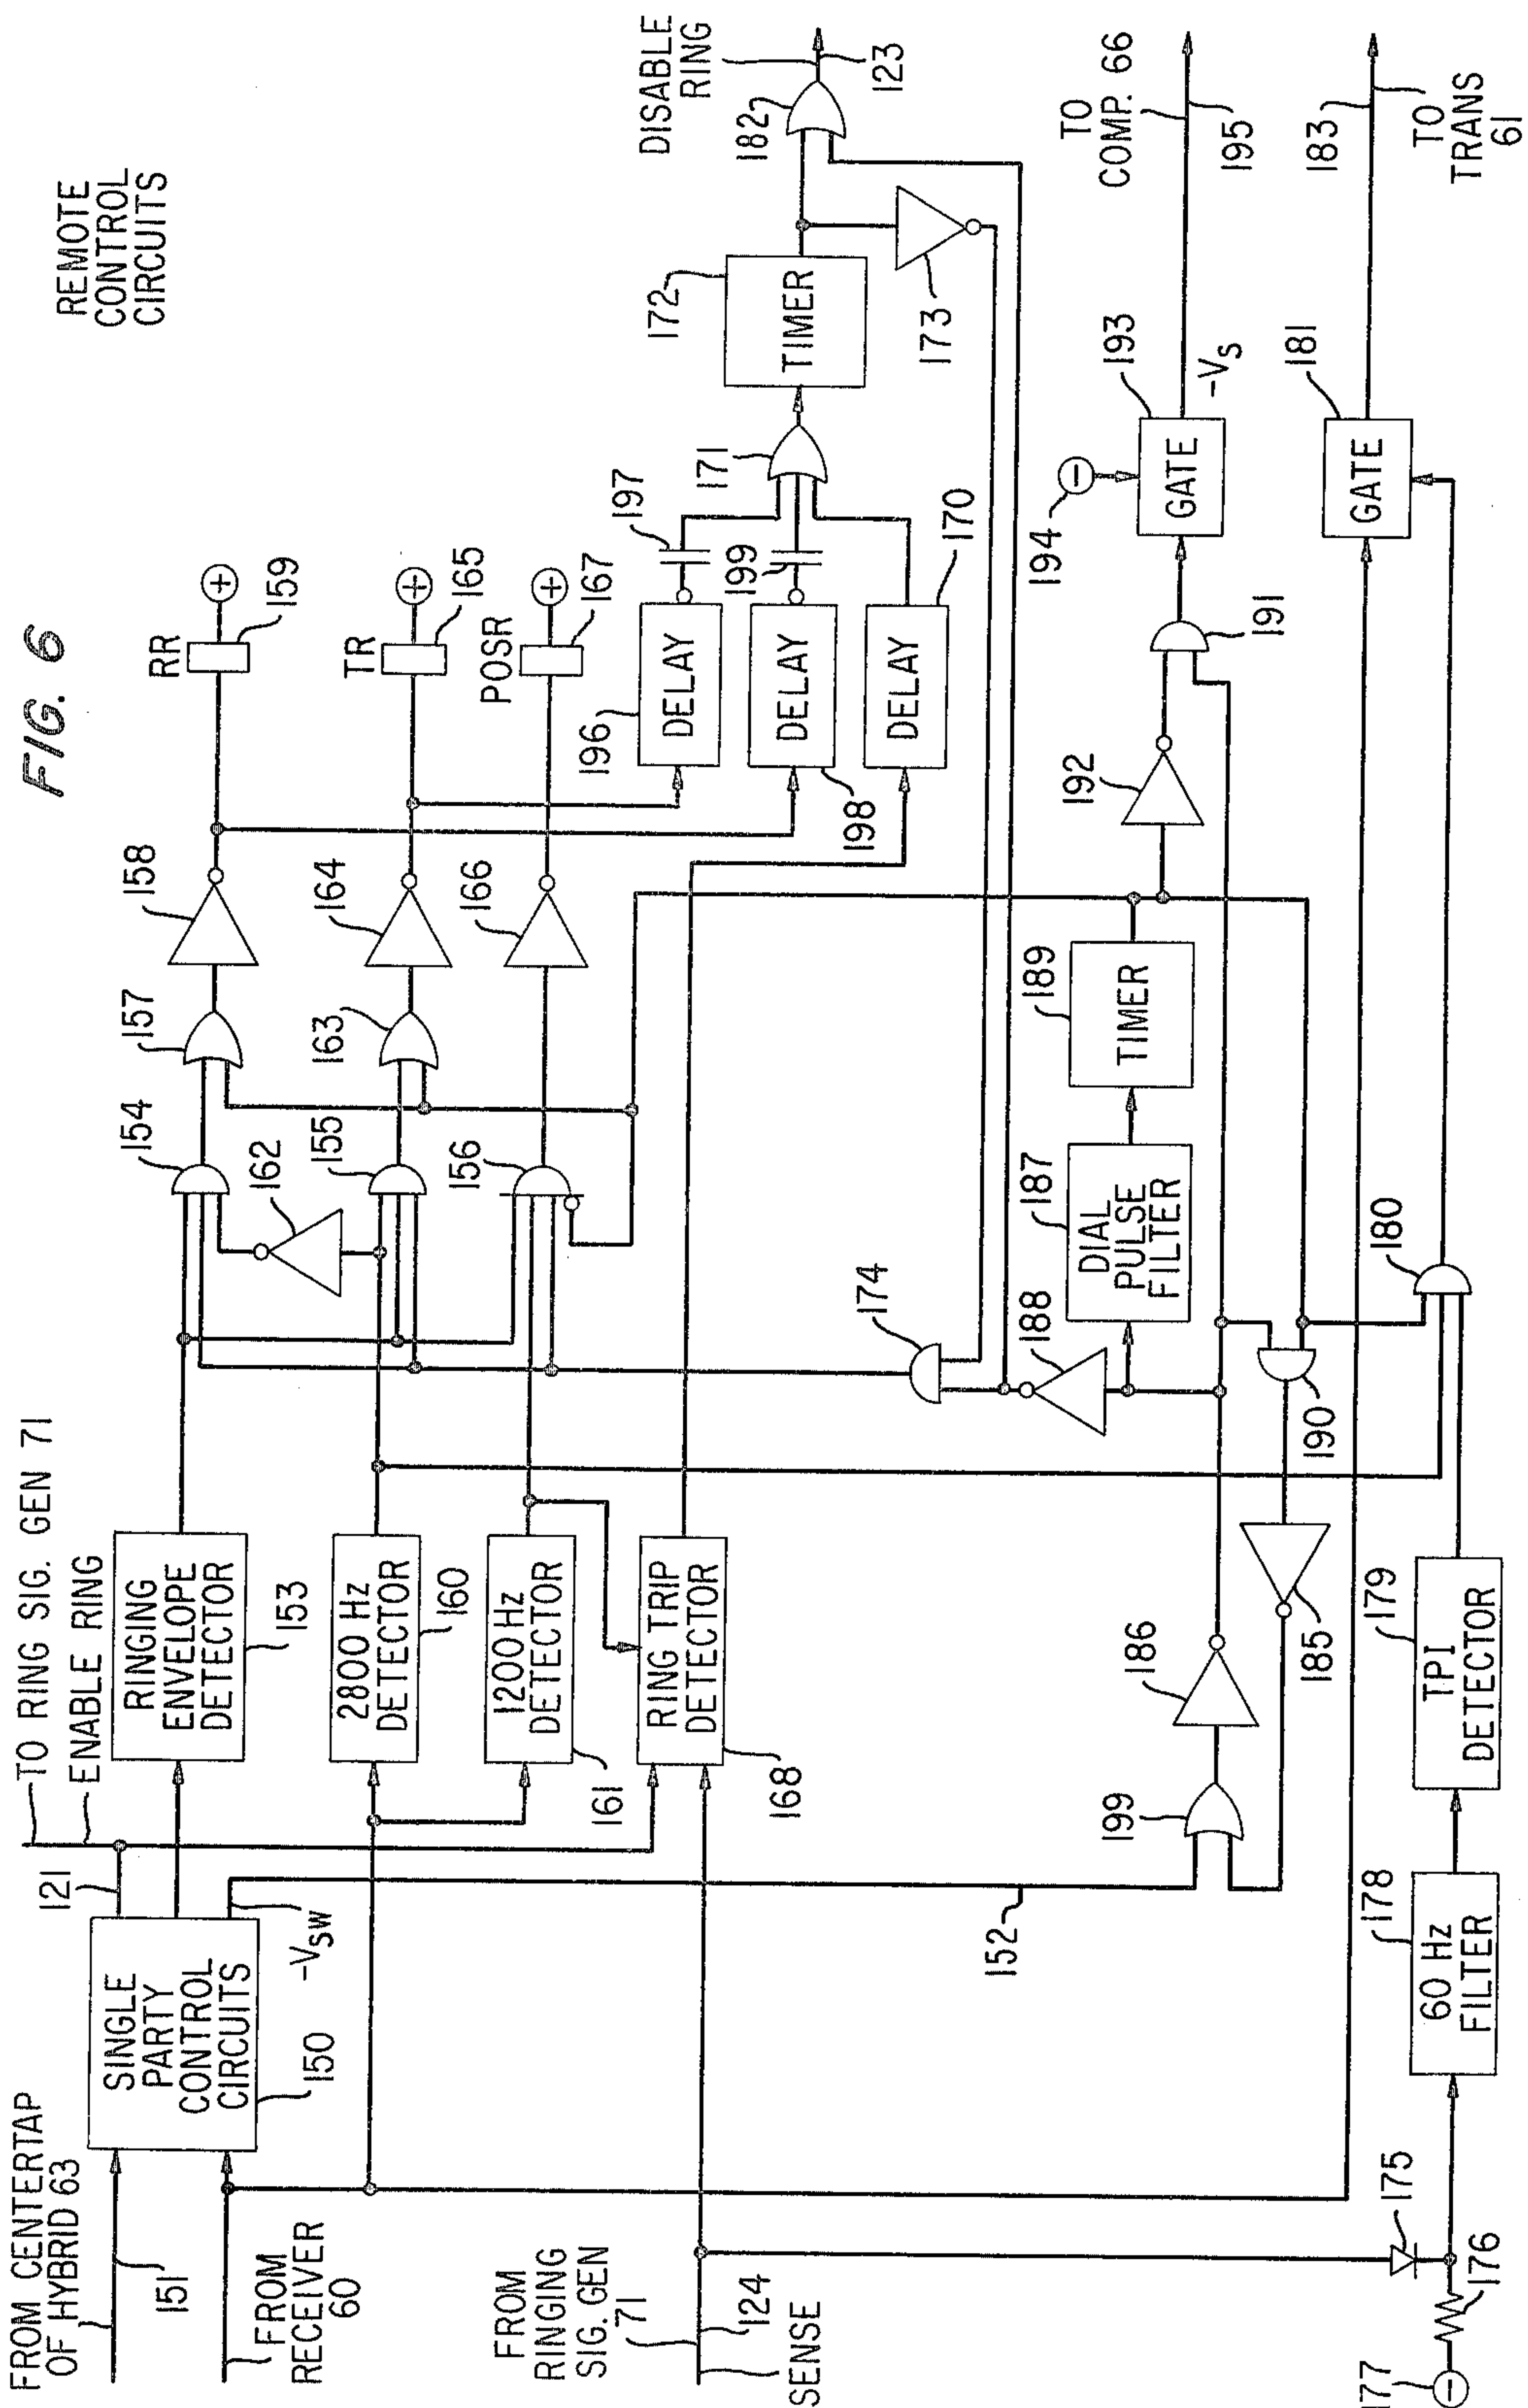 FIG. 6
REMOTE
CONTROL
CIRCUITS
FROM CENTERTAP
OF HYBRID 63
151
FROM
RECEIVER
60
SINGLE
PARTY
CONTROL
CIRCUITS
150
121
-VSW
TO RING SIG. GEN 71
ENABLE RING
RINGING
ENVELOPE
DETECTOR
153
2800 Hz
DETECTOR
160
1200 Hz
DETECTOR
161
RING TRIP
DETECTOR
168
FROM
RINGING
SIG. GEN
71
124
SENSE
154
162
155
156
157
163
158
164
166
RR
159
TR
165
POSR
167
196
DELAY
197
DELAY
199
198
DELAY
170
171
172
TIMER
173
182
DISABLE
RING
123
174
188
DIAL
PULSE
FILTER
187
189
TIMER
192
191
194
GATE
193
-VS
TO
COMP. 66
195
152
199
186
185
190
180
GATE
181
183
TO
TRANS
61
177
176
175
60 Hz
FILTER
178
TPI
DETECTOR
179